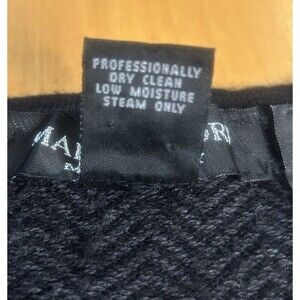 PROFESSIONALLY
DRY CLEAN
LOW MOISTURE
STEAM ONLY